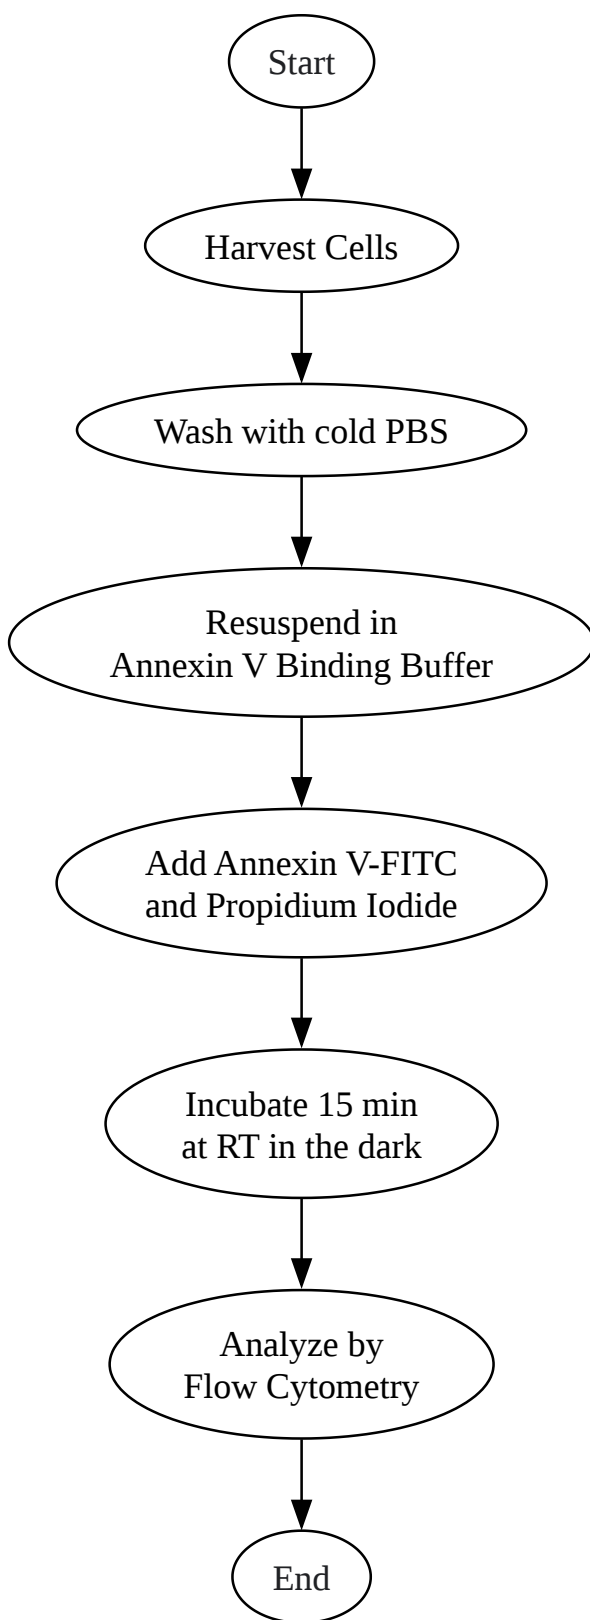 Start
Harvest Cells
Wash with cold PBS
Resuspend in
Annexin V Binding Buffer
Add Annexin V-FITC
and Propidium Iodide
Incubate 15 min
at RT in the dark
Analyze by
Flow Cytometry
End